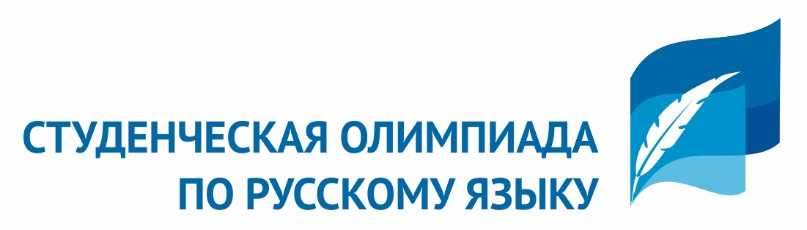 СТУДЕНЧЕСКАЯ ОЛИМПИАДА
ПО РУССКОМУ ЯЗЫКУ